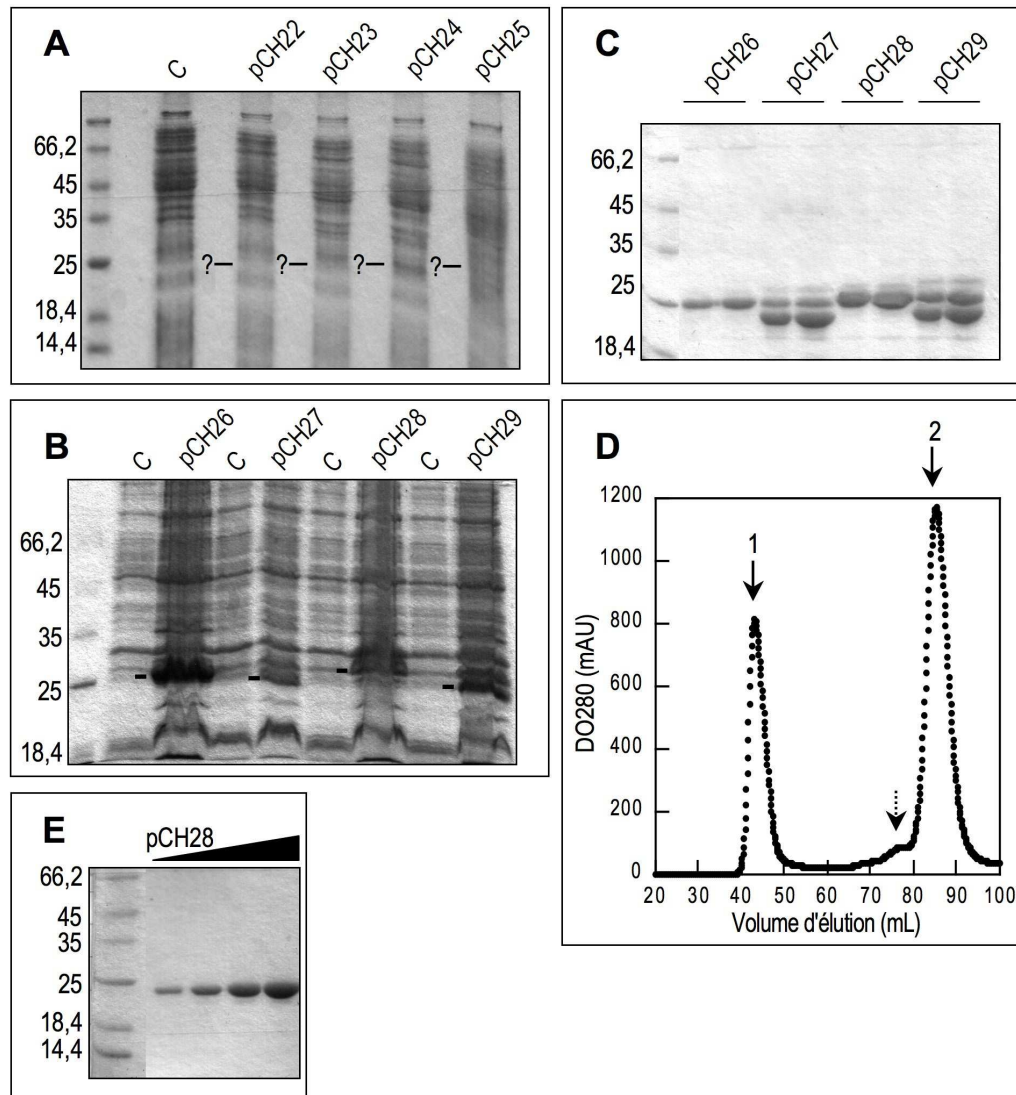 A
C
pCH22
pCH23
pCH24
pCH25
66,2
45
35
25
18,4
14,4
?
?
?
?
B
C
pCH26
C
pCH27
C
pCH28
C
pCH29
66,2
45
35
25
18,4
E
pCH28
66,2
45
35
25
18,4
14,4
C
pCH26
pCH27
pCH28
pCH29
66,2
45
35
25
18,4
D
1
2
DO280 (mAU)
1200
1000
800
600
400
200
0
20 30 40 50 60 70 80 90 100
Volume d'élution (mL)